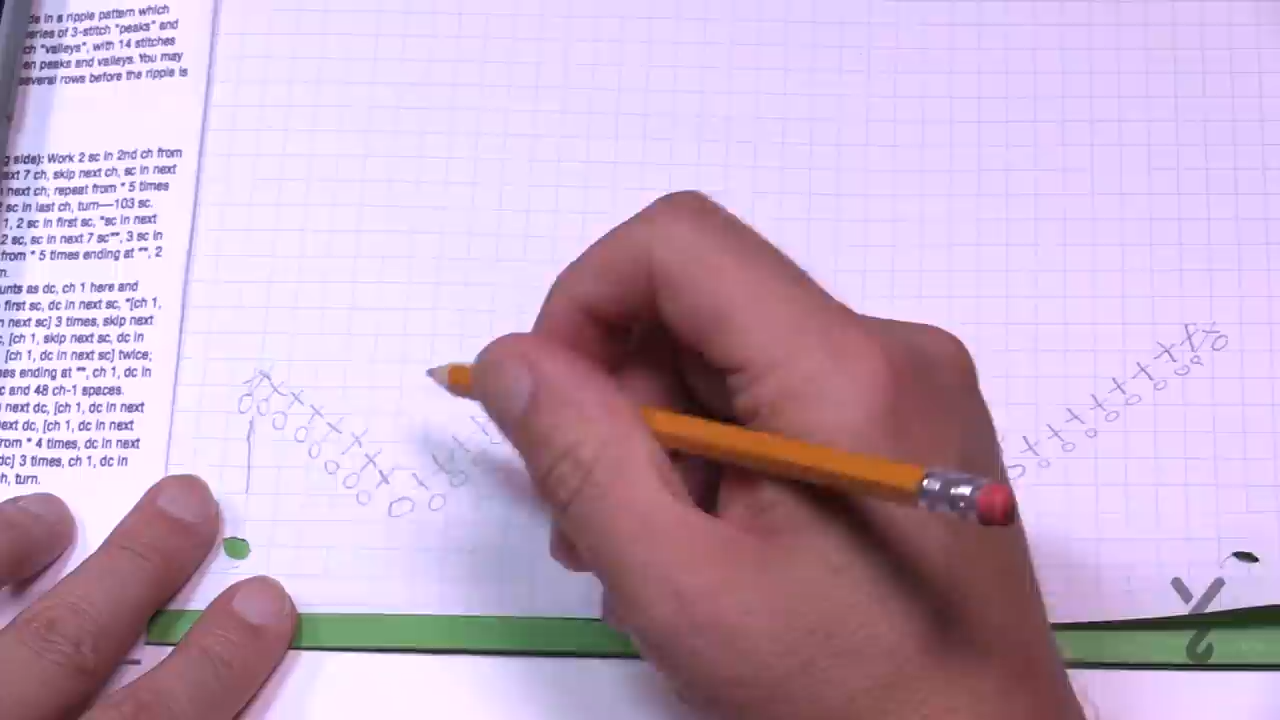 de in a ripple pattern which
eries of 3-stitch "peaks" and
ch "valleys", with 14 stitches
en peaks and valleys. You may
several rows before the ripple is
g side): Work 2 sc in 2nd ch from
ext 7 ch, skip next ch, sc in next
n next ch; repeat from * 5 times
2 sc in last ch, turn—103 sc.
1, 2 sc in first sc, *sc in next
2 sc, sc in next 7 sc**, 3 sc in
from * 5 times ending at **, 2
n.
unts as dc, ch 1 here and
first sc, dc in next sc, *[ch 1,
n next sc] 3 times, skip next
c, [ch 1, skip next sc, dc in
[ch 1, dc in next sc] twice;
es ending at **, ch 1, dc in
c and 48 ch-1 spaces.
next dc, [ch 1, dc in next
ext dc, [ch 1, dc in next
rom * 4 times, dc in next
dc] 3 times, ch 1, dc in
h, turn.